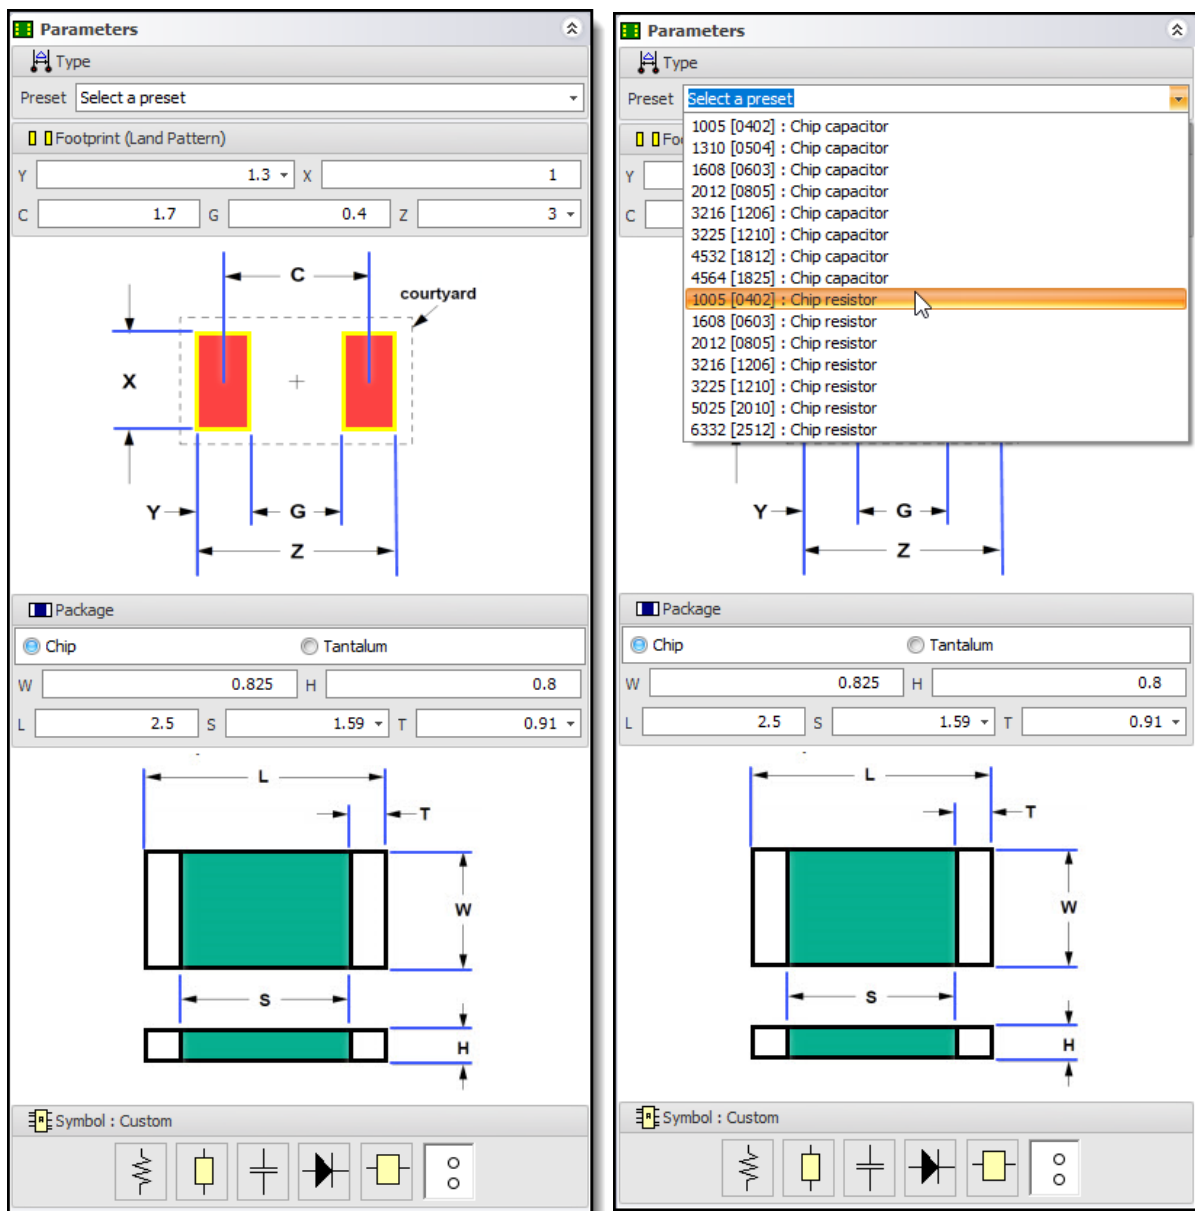 Parameters
Type
Preset Select a preset
Footprint (Land Pattern)
Y 1.3 X 1
C 1.7 G 0.4 Z 3
C
courtyard
X
Y G
Z
Package
Chip Tantalum
W 0.825 H 0.8
L 2.5 S 1.59 T 0.91
L
T
W
S
H
Symbol : Custom
Parameters
Type
Preset Select a preset
1005 [0402] : Chip capacitor
1310 [0504] : Chip capacitor
Foo
1608 [0603] : Chip capacitor
Y
2012 [0805] : Chip capacitor
3216 [1206] : Chip capacitor
C
3225 [1210] : Chip capacitor
4532 [1812] : Chip capacitor
4564 [1825] : Chip capacitor
1005 [0402] : Chip resistor
1608 [0603] : Chip resistor
2012 [0805] : Chip resistor
3216 [1206] : Chip resistor
3225 [1210] : Chip resistor
5025 [2010] : Chip resistor
6332 [2512] : Chip resistor
Y G
Z
Package
Chip Tantalum
W 0.825 H 0.8
L 2.5 S 1.59 T 0.91
L
T
W
S
H
Symbol : Custom